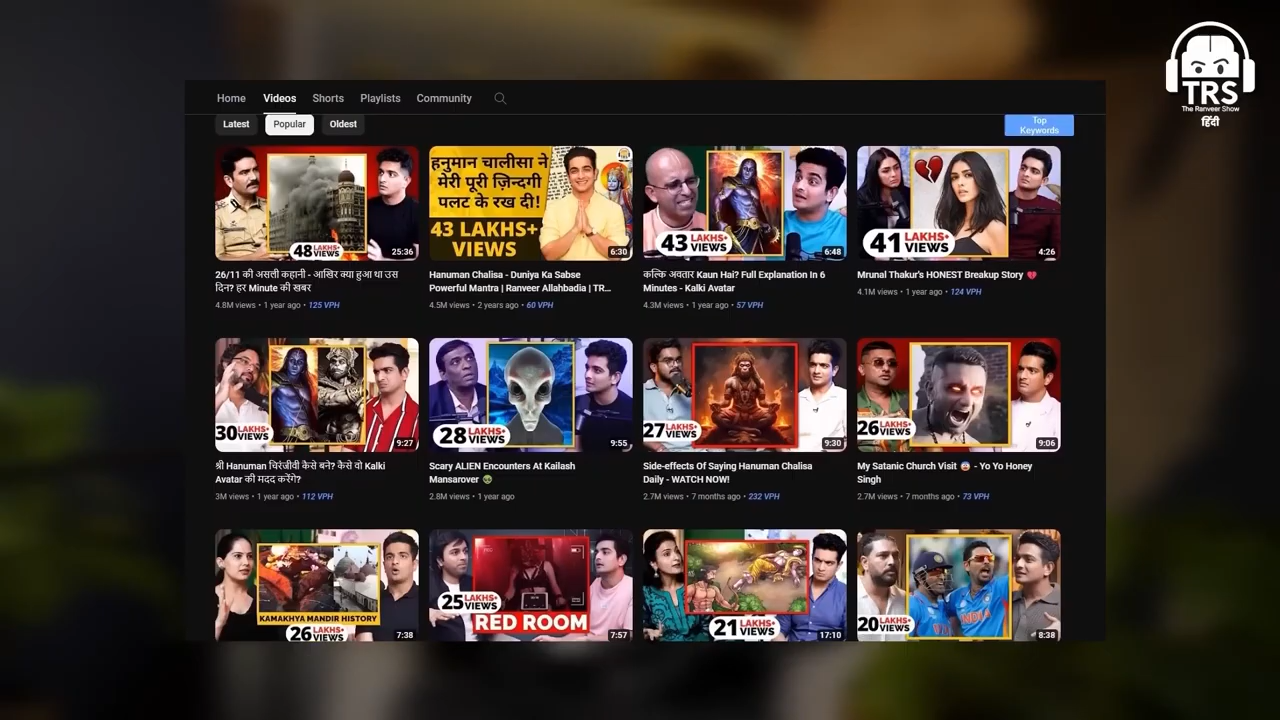 TRS
The Ranveer Show
हिंदी
Home Videos Shorts Playlists Community
Latest Popular Oldest
Top
Keywords
48 LAKHS+
VIEWS
25:36
हनुमान चालीसा ने
मेरी पूरी ज़िन्दगी
पलट के रख दी!
43 LAKHS+
VIEWS
6:30
43 LAKHS+
VIEWS
6:48
41 LAKHS+
VIEWS
4:26
26/11 की असली कहानी - आखिर क्या हुआ था उस
दिन? हर Minute की खबर
4.8M views • 1 year ago • 125 VPH
Hanuman Chalisa - Duniya Ka Sabse
Powerful Mantra | Ranveer Allahbadia | TR...
4.5M views • 2 years ago • 60 VPH
कल्कि अवतार Kaun Hai? Full Explanation In 6
Minutes - Kalki Avatar
4.3M views • 1 year ago • 57 VPH
Mrunal Thakur's HONEST Breakup Story 💔
4.1M views • 1 year ago • 124 VPH
30 LAKHS+
VIEWS
9:27
28 LAKHS+
VIEWS
9:55
27 LAKHS+
VIEWS
9:30
26 LAKHS+
VIEWS
9:06
श्री Hanuman चिरंजीवी कैसे बने? कैसे वो Kalki
Avatar की मदद करेंगे?
3M views • 1 year ago • 112 VPH
Scary ALIEN Encounters At Kailash
Mansarover 👽
2.8M views • 1 year ago
Side-effects Of Saying Hanuman Chalisa
Daily - WATCH NOW!
2.7M views • 7 months ago • 232 VPH
My Satanic Church Visit 😨 - Yo Yo Honey
Singh
2.7M views • 7 months ago • 73 VPH
KAMAKHYA MANDIR HISTORY
26 LAKHS+
VIEWS
7:38
25 LAKHS+
VIEWS
RED ROOM
7:57
21 LAKHS+
VIEWS
17:10
20 LAKHS+
VIEWS
INDIA
8:38